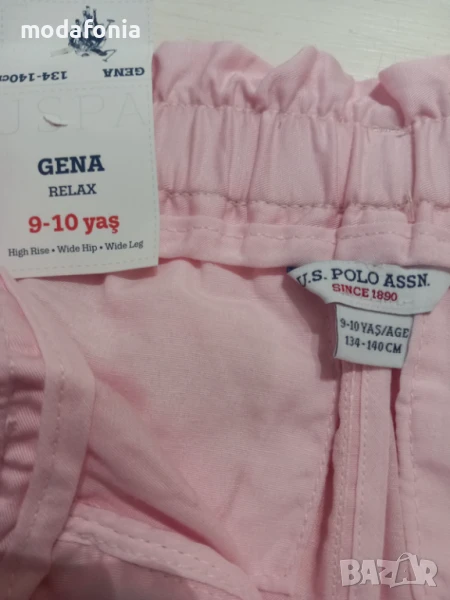 modafonia
134-140cm
GENA
USPA
GENA
RELAX
9-10 yaş
High Rise • Wide Hip • Wide Leg
U.S. POLO ASSN.
SINCE 1890
9-10 YAŞ/AGE
134-140 CM
BAZAR